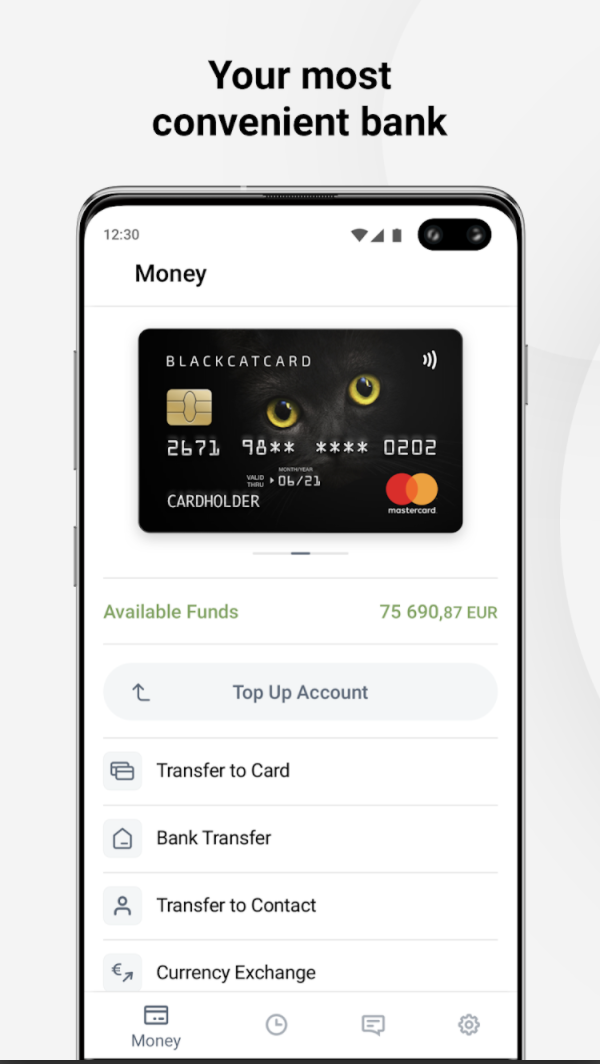 Your most
convenient bank
12:30
Money
BLACKCATCARD
2671 98** **** 0202
MONTH/YEAR
VALID
THRU
06/21
CARDHOLDER
mastercard
Available Funds 75 690,87 EUR
Top Up Account
Transfer to Card
Bank Transfer
Transfer to Contact
Currency Exchange
Money